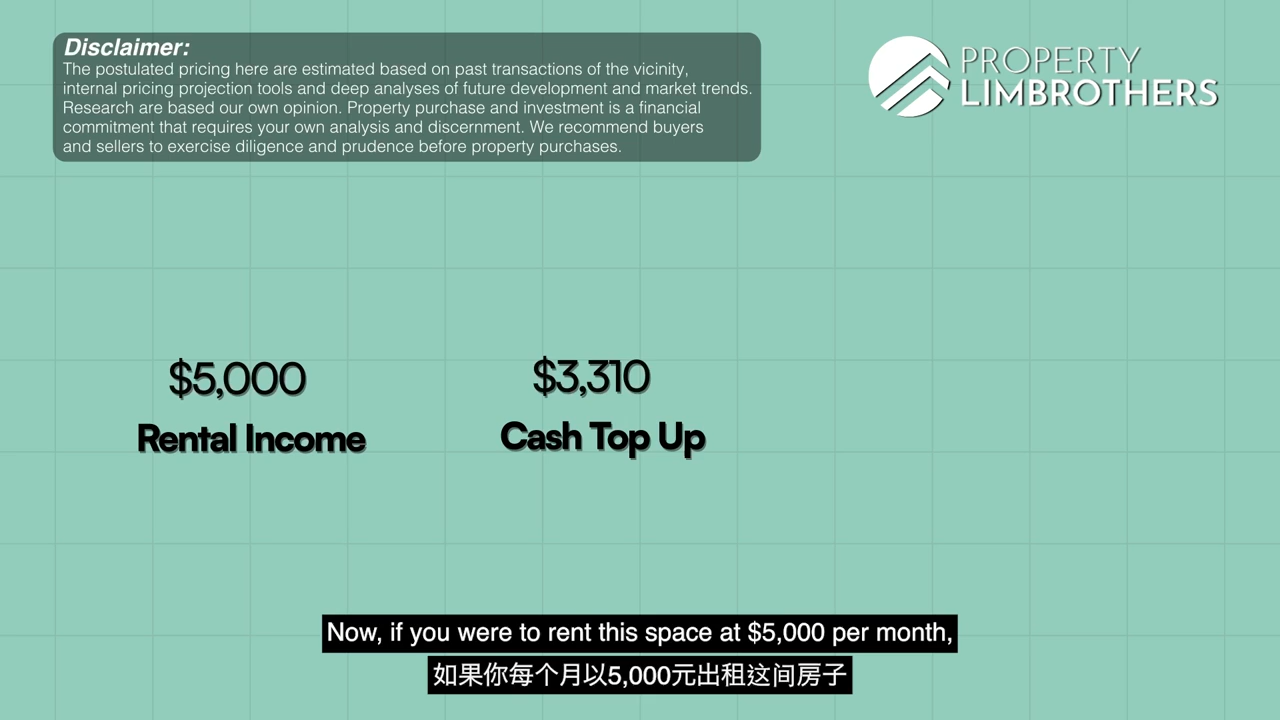 Disclaimer:
The postulated pricing here are estimated based on past transactions of the vicinity,
internal pricing projection tools and deep analyses of future development and market trends.
Research are based our own opinion. Property purchase and investment is a financial
commitment that requires your own analysis and discernment. We recommend buyers
and sellers to exercise diligence and prudence before property purchases.
PROPERTY
LIMBROTHERS
$5,000
Rental Income
$3,310
Cash Top Up
Now, if you were to rent this space at $5,000 per month,
如果你每个月以5,000元出租这间房子